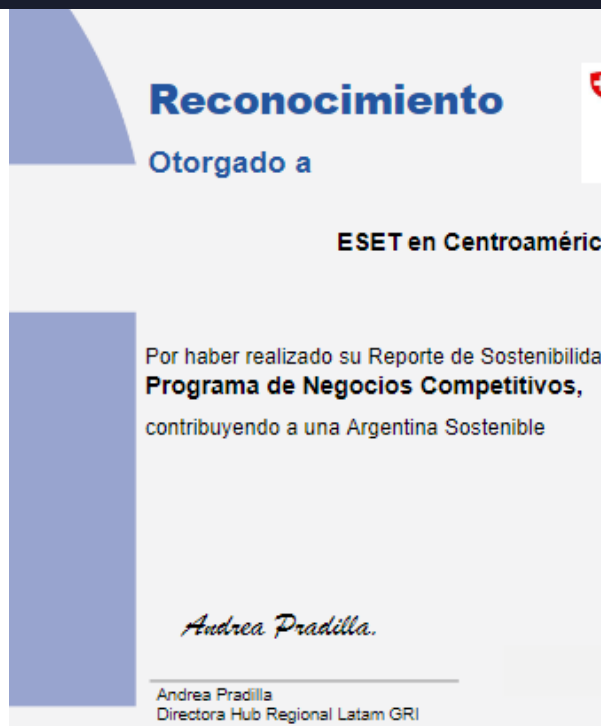 Reconocimiento
Otorgado a
ESET en Centroaméric
Por haber realizado su Reporte de Sostenibilida
Programa de Negocios Competitivos,
contribuyendo a una Argentina Sostenible
Andrea Pradilla.
Andrea Pradilla
Directora Hub Regional Latam GRI